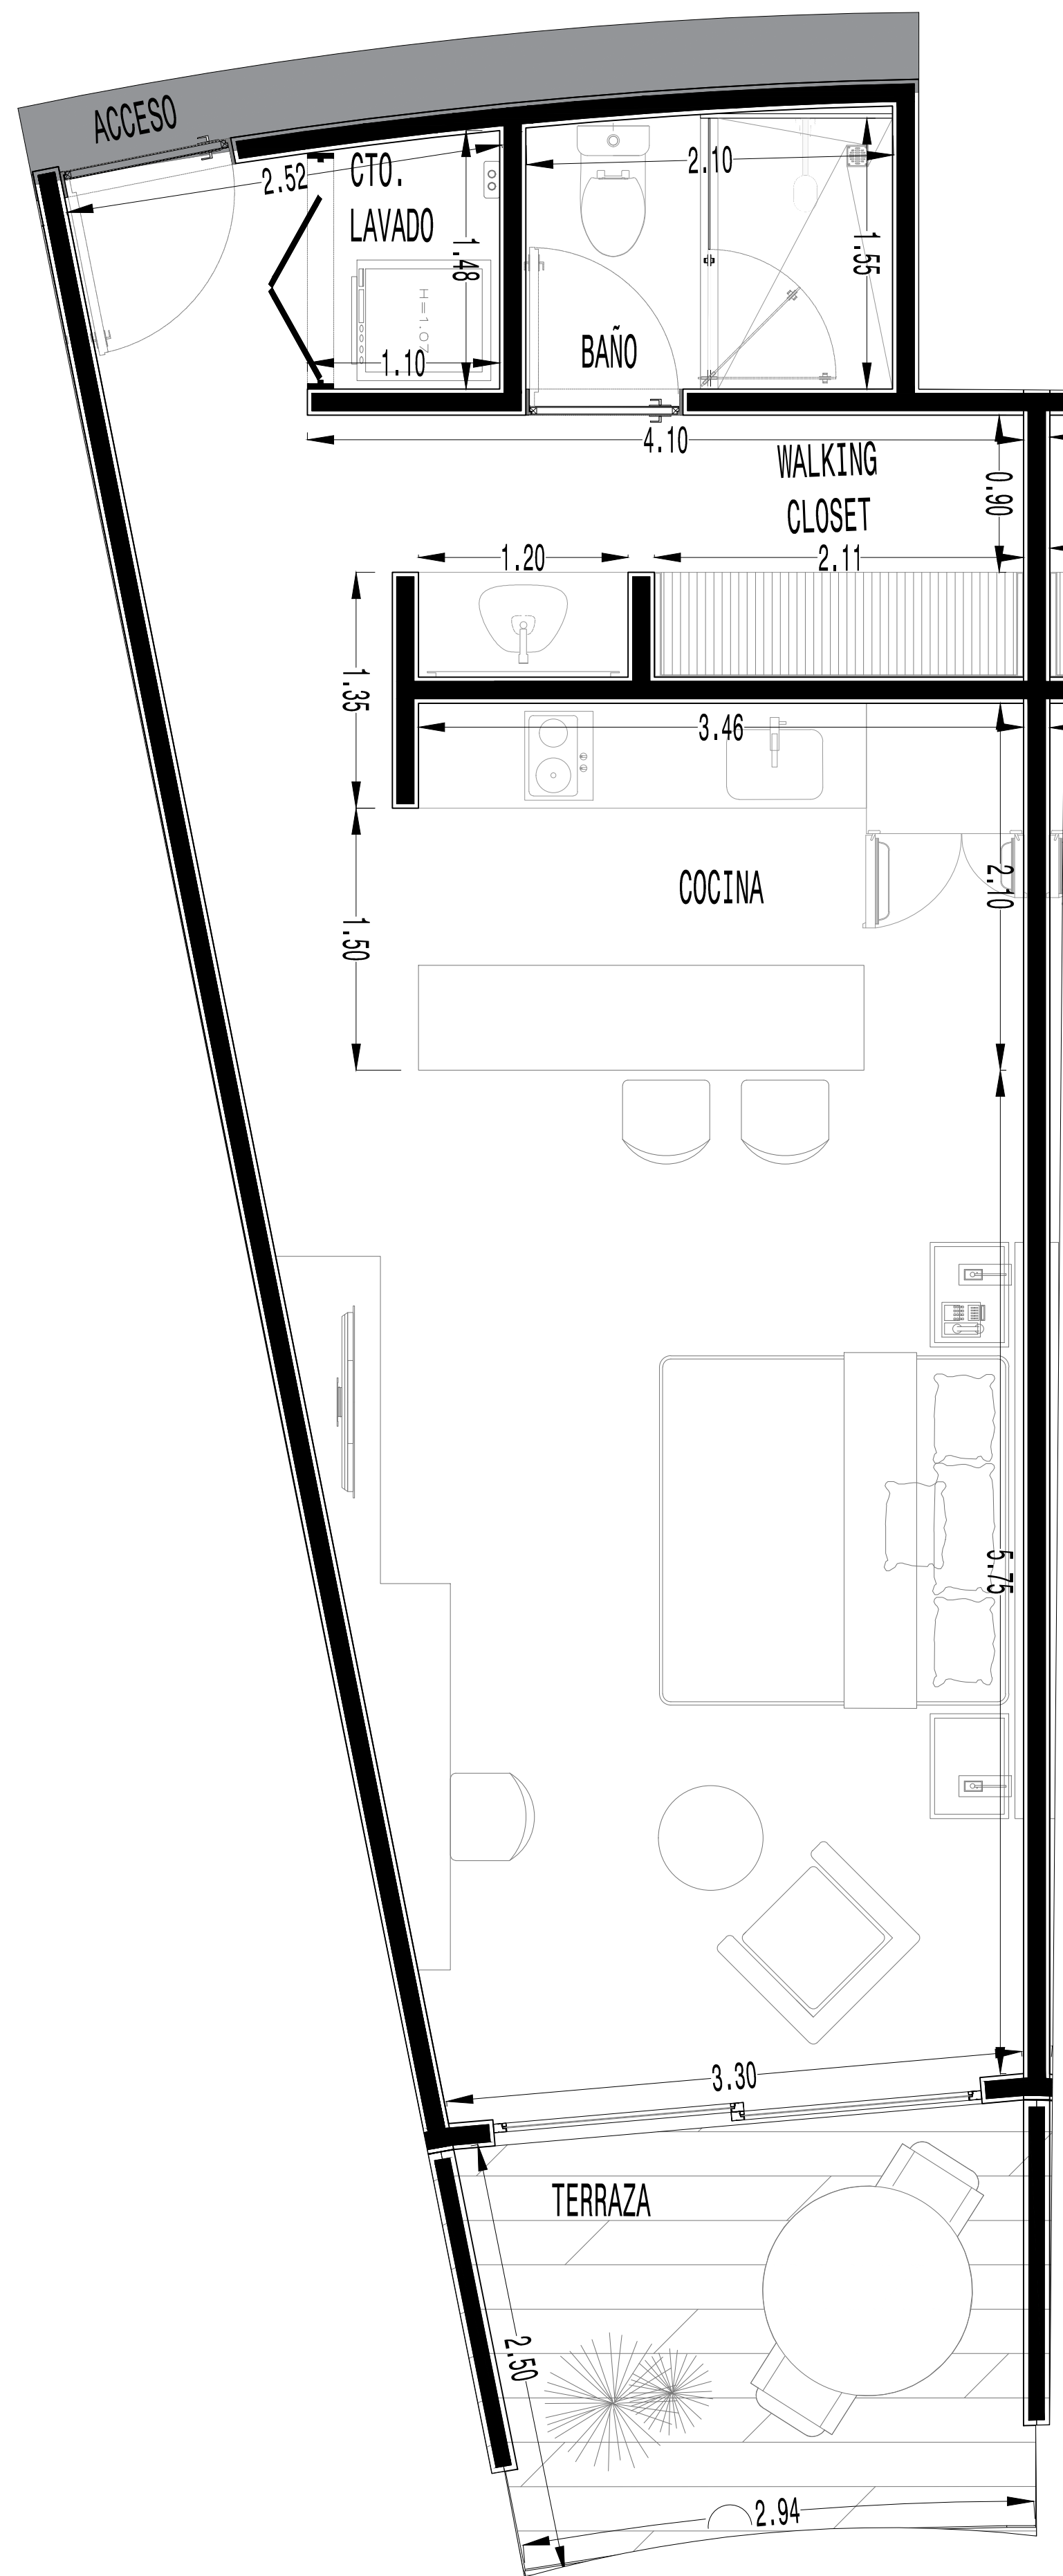 ACCESO
2.52
CTO.
LAVADO
1.48
H=1.07
1.10
2.10
1.55
BAÑO
4.10
WALKING
CLOSET
0.90
1.20
2.11
1.35
3.46
COCINA
2.10
1.50
5.75
3.30
TERRAZA
2.50
2.94